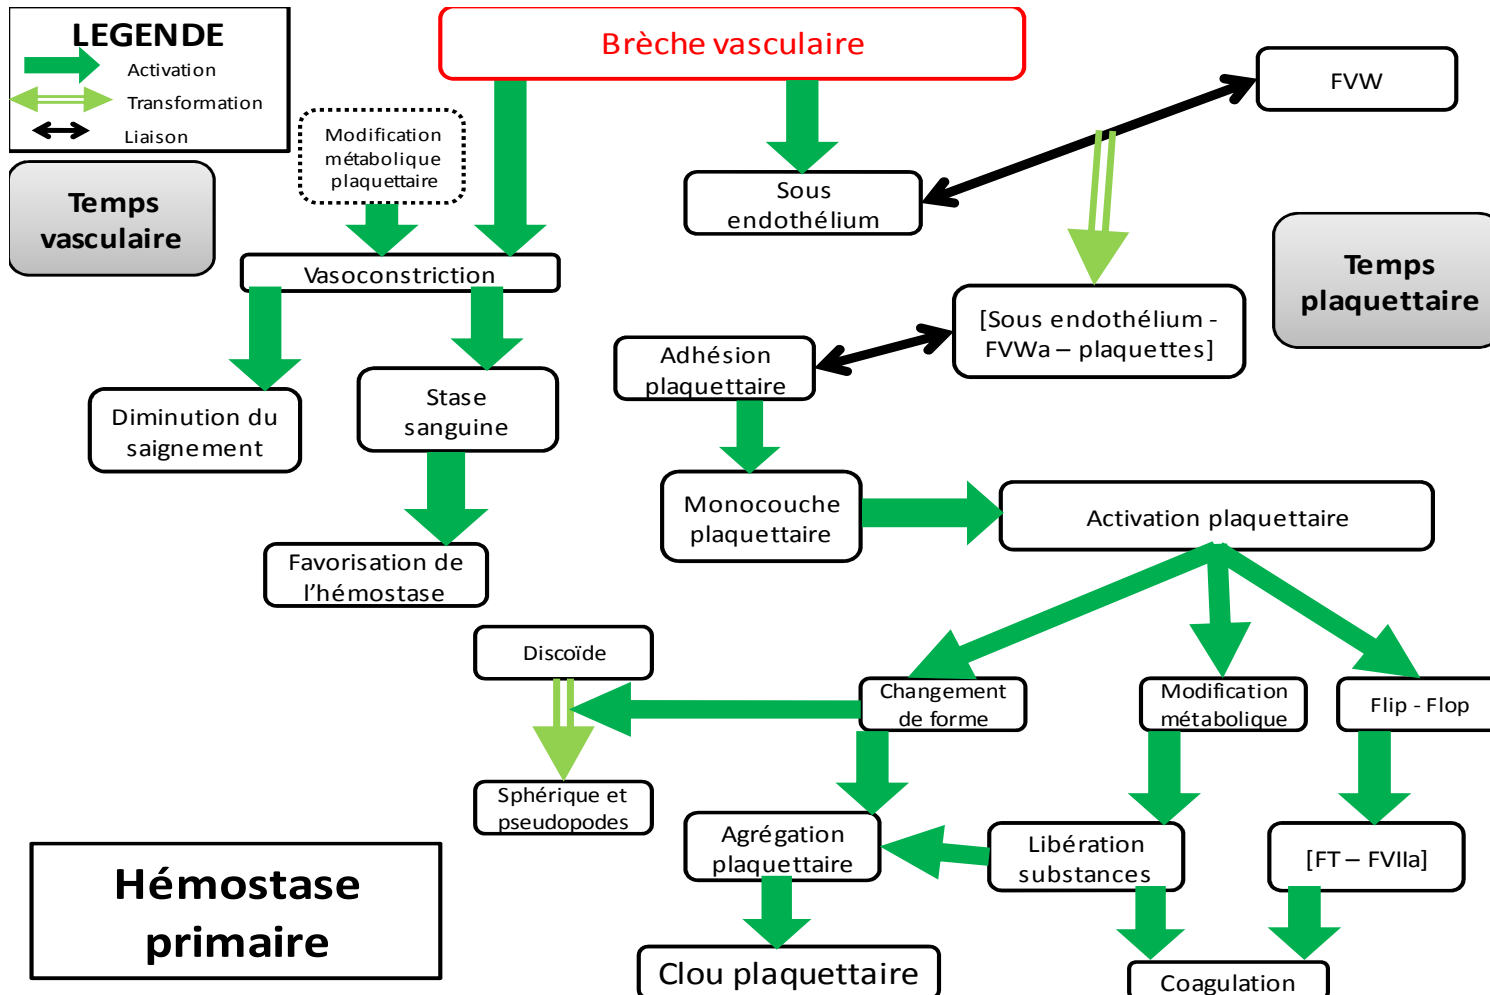 LEGENDE
Activation
Transformation
Liaison
Brèche vasculaire
FVW
Modification
métabolique
plaquettaire
Temps
vasculaire
Sous
endothélium
Temps
plaquettaire
Vasoconstriction
[Sous endothélium -
FVWa – plaquettes]
Adhésion
plaquettaire
Diminution du
saignement
Stase
sanguine
Monocouche
plaquettaire
Activation plaquettaire
Favorisation de
l’hémostase
Discoïde
Changement
de forme
Modification
métabolique
Flip - Flop
Sphérique et
pseudopodes
Agrégation
plaquettaire
Libération
substances
[FT – FVIIa]
Hémostase
primaire
Clou plaquettaire
Coagulation